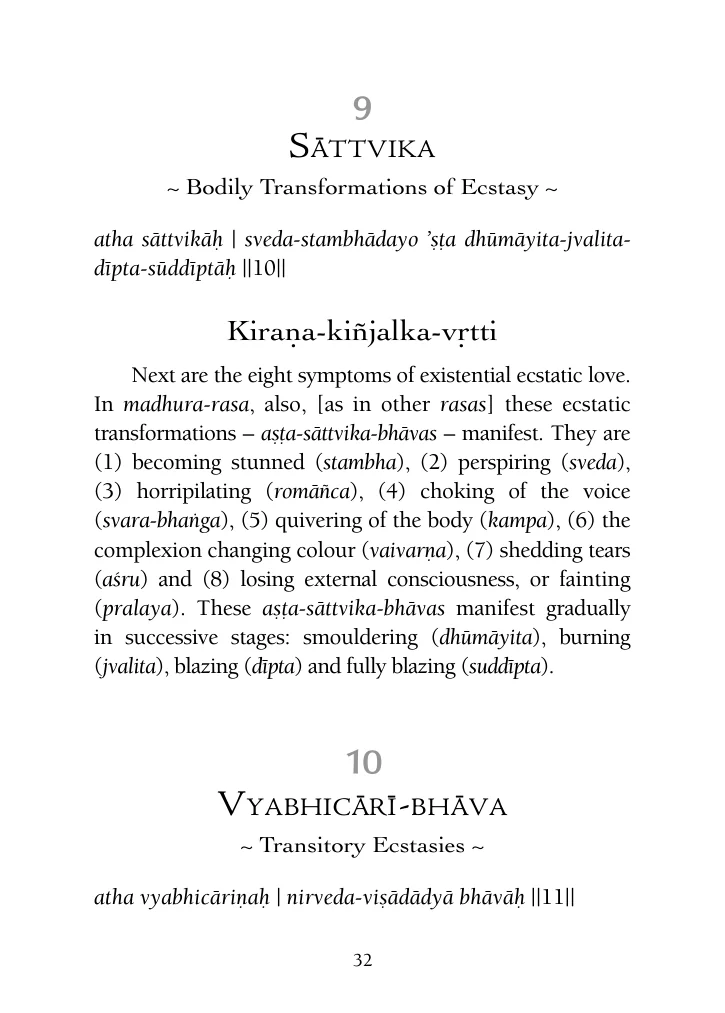 9
Sāttvika
~ Bodily Transformations of Ecstasy ~
atha sāttvikāḥ | sveda-stambhādayo ’ṣṭa dhūmāyita-jvalita-
dīpta-sūddīptāḥ ||10||
Kiraṇa-kiñjalka-vṛtti
Next are the eight symptoms of existential ecstatic love.
In madhura-rasa, also, [as in other rasas] these ecstatic
transformations – aṣṭa-sāttvika-bhāvas – manifest. They are
(1) becoming stunned (stambha), (2) perspiring (sveda),
(3) horripilating (romāñca), (4) choking of the voice
(svara-bhaṅga), (5) quivering of the body (kampa), (6) the
complexion changing colour (vaivarṇa), (7) shedding tears
(aśru) and (8) losing external consciousness, or fainting
(pralaya). These aṣṭa-sāttvika-bhāvas manifest gradually
in successive stages: smouldering (dhūmāyita), burning
(jvalita), blazing (dīpta) and fully blazing (suddīpta).
10
Vyabhicārī-bhāva
~ Transitory Ecstasies ~
atha vyabhicāriṇaḥ | nirveda-viṣādādyā bhāvāḥ ||11||
32